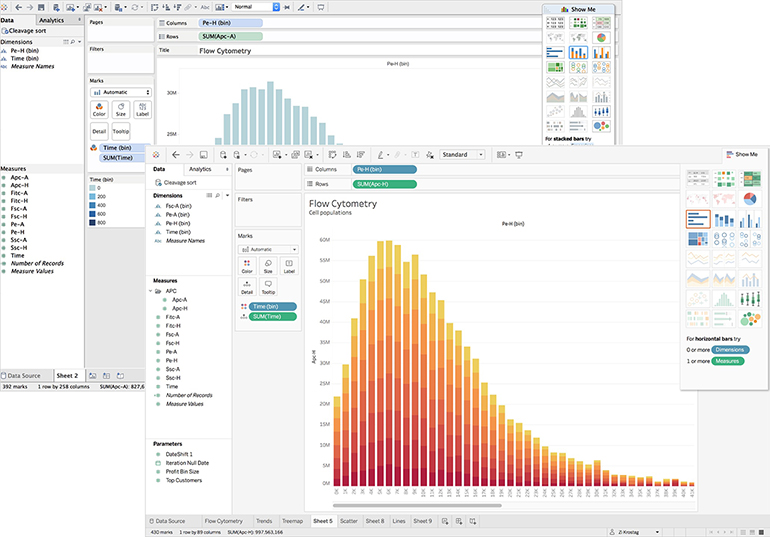 Data
Analytics
Pages
Columns
Pe-H (bin)
Normal
Show Me
Cleavage sort
Rows
SUM(Apc-A)
Dimensions
Pe-H (bin)
Time (bin)
Measure Names
Filters
Title
Flow Cytometry
Pe-H (bin)
Marks
Automatic
Color
Size
Label
Detail
Tooltip
Time (bin)
SUM(Time)
30M
25M
For stacked bars try
Measures
Apc-A
Apc-H
Fitc-A
Fitc-H
Fsc-A
Fsc-H
Pe-A
Pe-H
Ssc-A
Ssc-H
Time
Number of Records
Measure Values
Time (bin)
0
200
400
600
800
Data Source
Sheet 2
392 marks
1 row by 258 columns
SUM(Apc-A): 827,6
Standard
Show Me
Data
Analytics
Pages
Columns
Pe-H (bin)
Cleavage sort
Rows
SUM(Apc-H)
Dimensions
Fsc-A (bin)
Pe-A (bin)
Pe-H (bin)
Time (bin)
Measure Names
Filters
Marks
Automatic
Color
Size
Label
Detail
Tooltip
Time (bin)
SUM(Time)
Measures
APC
Apc-A
Apc-H
Fitc-A
Fitc-H
Fsc-A
Fsc-H
Pe-A
Pe-H
Ssc-A
Ssc-H
Time
Number of Records
Measure Values
Parameters
DateShift 1
Iteration Null Date
Profit Bin Size
Top Customers
Flow Cytometry
Cell populations
Pe-H (bin)
Apc-H
60M
55M
50M
45M
40M
35M
30M
25M
20M
15M
10M
5M
0M
For horizontal bars try
0 or more Dimensions
1 or more Measures
Data Source
Flow Cytometry
Trends
Treemap
Sheet 5
Scatter
Sheet 8
Lines
Sheet 9
430 marks
1 row by 89 columns
SUM(Apc-H): 997,563,166
Zi Knostag